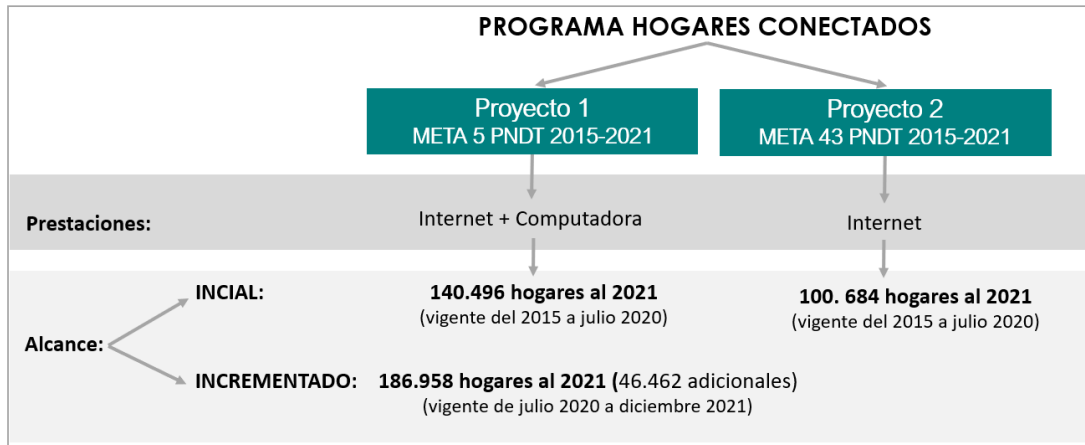 PROGRAMA HOGARES CONECTADOS
Proyecto 1
META 5 PNDT 2015-2021
Proyecto 2
META 43 PNDT 2015-2021
Prestaciones:
Internet + Computadora
Internet
Alcance:
INCIAL:
140.496 hogares al 2021
(vigente del 2015 a julio 2020)
100. 684 hogares al 2021
(vigente del 2015 a julio 2020)
INCREMENTADO:
186.958 hogares al 2021 (46.462 adicionales)
(vigente de julio 2020 a diciembre 2021)